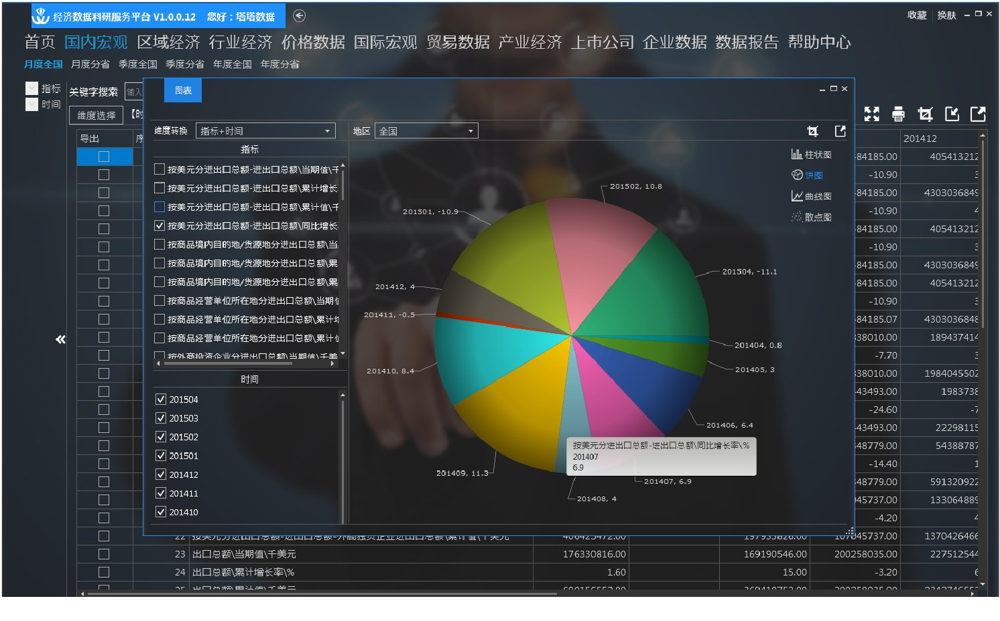 经济数据科研服务平台 V1.0.0.12 您好：塔塔数据
收藏 换肤
首页 国内宏观 区域经济 行业经济 价格数据 国际宏观 贸易数据 产业经济 上市公司 企业数据 数据报告 帮助中心
月度全国 月度分省 季度全国 季度分省 年度全国 年度分省
指标
时间
关键字搜索 输入
维度选择 【时
导出 序
图表
维度转换 指标+时间 地区 全国
指标
按美元分进出口总额-进出口总额\当期值\千
按美元分进出口总额-进出口总额\累计增长
按美元分进出口总额-进出口总额\累计值\千
按美元分进出口总额-进出口总额\同比增长
按商品境内目的地/货源地分进出口总额\当
按商品境内目的地/货源地分进出口总额\累
按商品境内目的地/货源地分进出口总额\累
按商品经营单位所在地分进出口总额\当期值
按商品经营单位所在地分进出口总额\累计增
按商品经营单位所在地分进出口总额\累计值
按外商投资企业分进出口总额\当期值\千美
时间
201504
201503
201502
201501
201412
201411
201410
柱状图
饼图
曲线图
散点图
201502, 10.8
201501, -10.9
201504, -11.1
201412, 4
201411, -0.5
201404, 0.8
201410, 8.4
201405, 3
201406, 6.4
按美元分进出口总额-进出口总额\同比增长率\%
201407
6.9
201409, 11.3
201407, 6.9
201408, 4
201412
84185.00 405413212
-10.90 3
84185.00 4303036849
-10.90 4
84185.00 405413212
-10.90 3
84185.00 4303036849
84185.00 405413212
-10.90 3
84185.07 4303036848
38010.00 189437414
-7.70 3
38010.00 1984045502
43493.00 1983738
-24.60 -7
43493.00 22298115
48779.00 54388787
-14.40 1
48779.00 591320922
45737.00 133064889
-4.20 4
22 按美元分进出口总额-进出口总额-外商独资企业进出口总额\累计值\千美元 406425472.00 197953826.00 107045737.00 1370426466
23 出口总额\当期值\千美元 176330816.00 169190546.00 200258035.00 227512544
24 出口总额\累计增长率\% 1.60 15.00 -3.20 6
25 出口总额\累计值\千美元 690156552.00 369410752.00 200258035.00